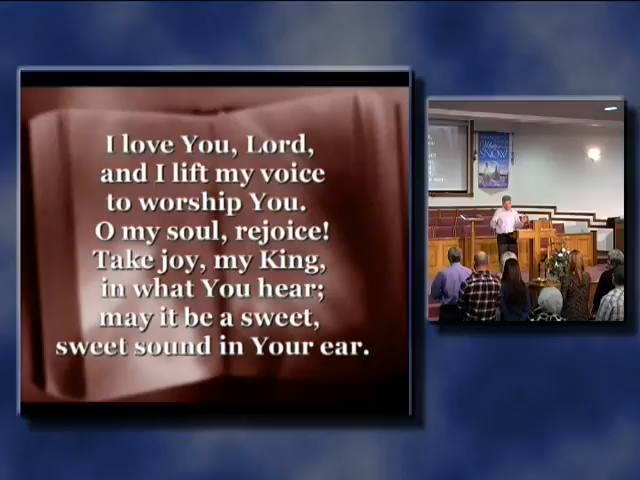 I love You, Lord,
and I lift my voice
to worship You.
O my soul, rejoice!
Take joy, my King,
in what You hear;
may it be a sweet,
sweet sound in Your ear.
SNOW